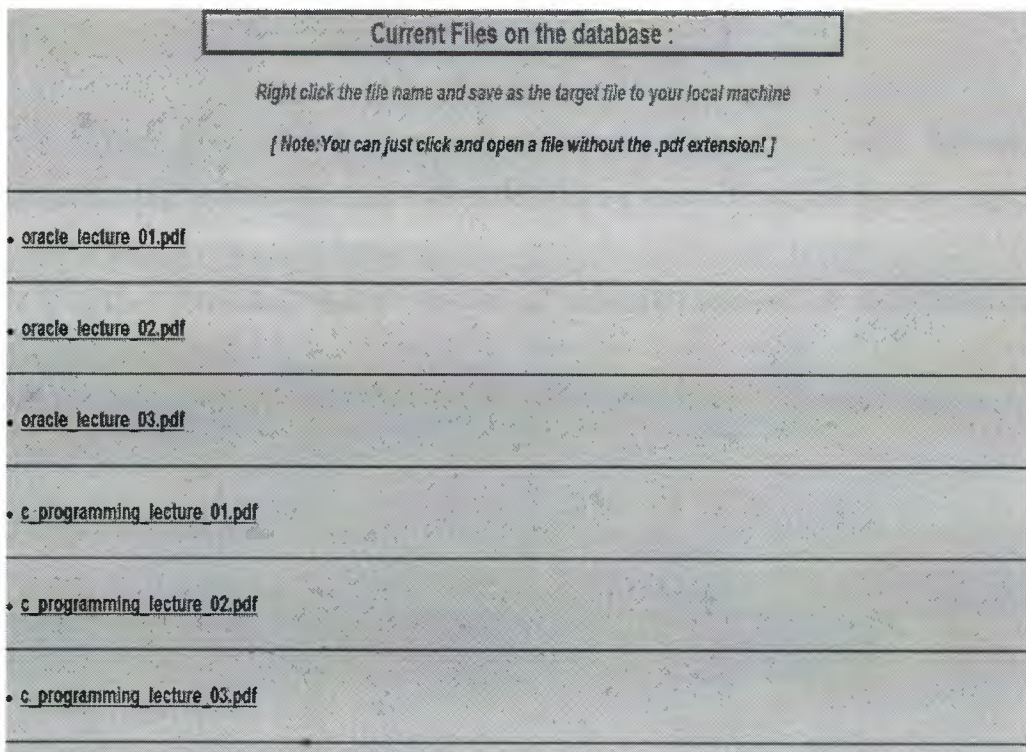 Current Files on the database :
Right click the file name and save as the target file to your local machine
[ Note:You can just click and open a file without the .pdf extension! ]
• oracle_lecture_01.pdf
• oracle_lecture_02.pdf
• oracle_lecture_03.pdf
• c_programming_lecture_01.pdf
• c_programming_lecture_02.pdf
• c_programming_lecture_03.pdf